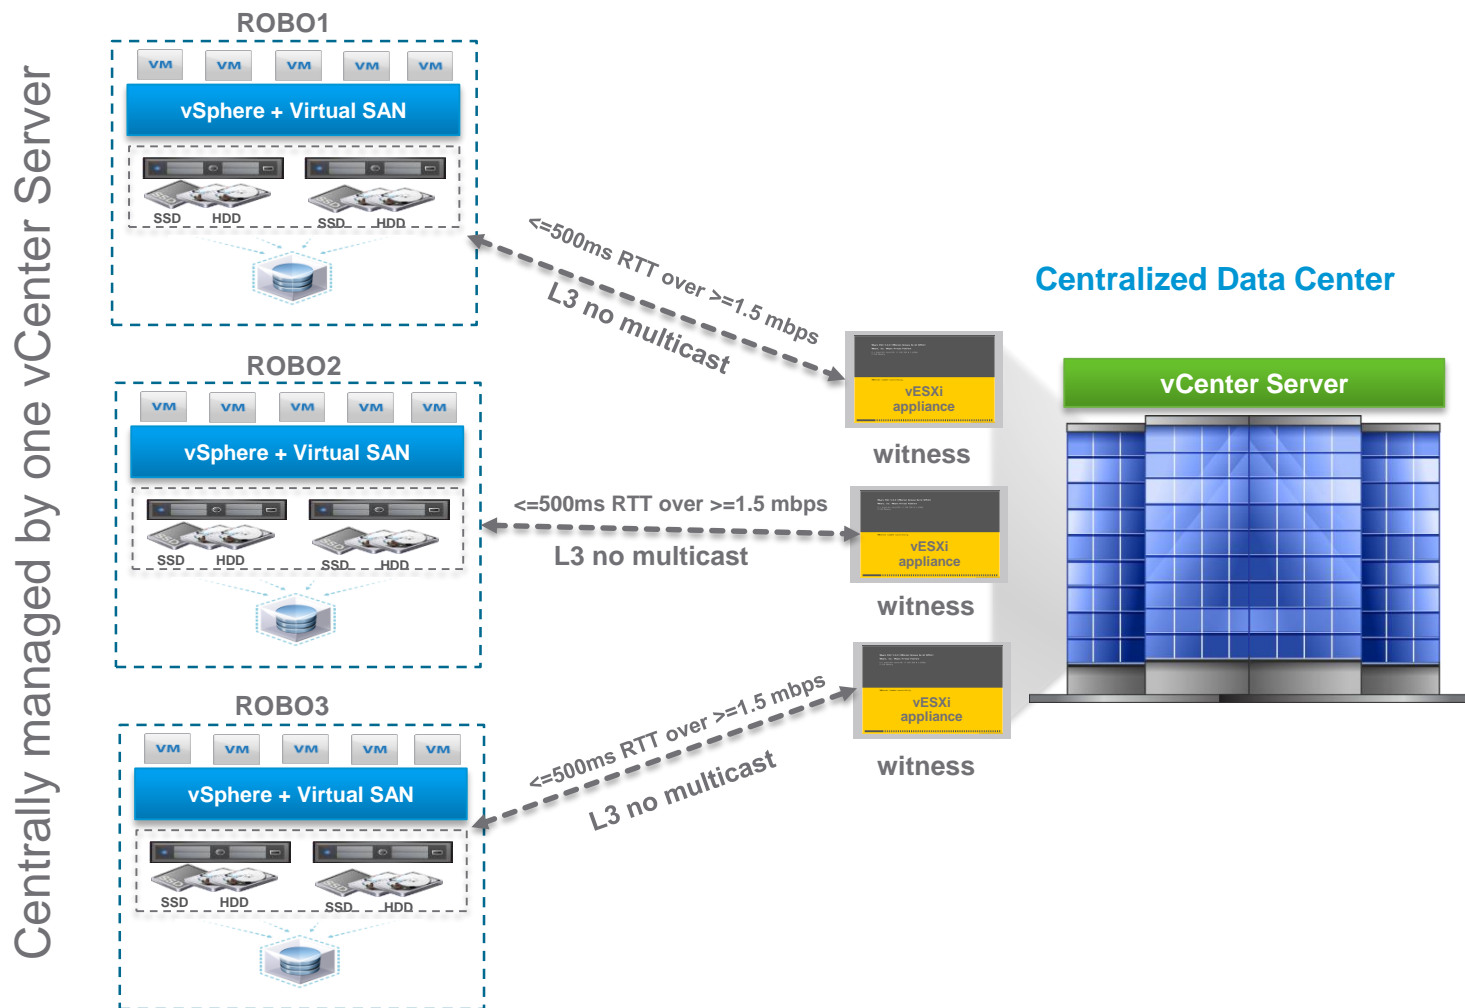 Centrally managed by one vCenter Server
ROBO1
VM VM VM VM VM
vSphere + Virtual SAN
SSD HDD SSD HDD
<=500ms RTT over >=1.5 mbps
L3 no multicast
vESXi
appliance
witness
ROBO2
VM VM VM VM VM
vSphere + Virtual SAN
SSD HDD SSD HDD
<=500ms RTT over >=1.5 mbps
L3 no multicast
vESXi
appliance
witness
ROBO3
VM VM VM VM VM
vSphere + Virtual SAN
SSD HDD SSD HDD
<=500ms RTT over >=1.5 mbps
L3 no multicast
vESXi
appliance
witness
Centralized Data Center
vCenter Server